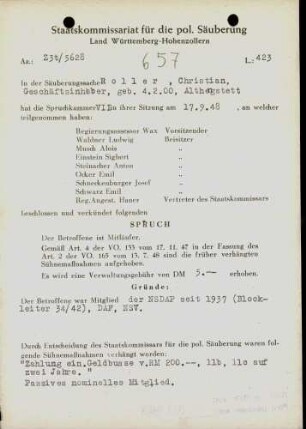 Staatskommissariat für die pol. Säuberung
Land Württemberg-Hohenzollern
Az.: Z3t/5628
657
L: 423
In der Säuberungssache Roller , Christian,
Geschäftsinhaber, geb. 4.2.00, Althengstett
hat die Spruchkammer VII in ihrer Sitzung am 17.9.48 , an welcher
teilgenommen haben:
Regierungsassessor Wax Vorsitzender
Waldner Ludwig Beisitzer
Munsh Alois
Einstein Sigbert
Steinacher Anton
Ocker Emil
Schneckenburger Josef
Schwarz Emil
Reg.Angest. Huner Vertreter des Staatskommissars
beschlossen und verkündet folgenden
SPRUCH
Der Betroffene ist Mitläufer.
Gemäß Art. 4 der VO. 133 vom 17. 11. 47 in der Fassung des
Art. 2 der VO. 165 vom 13. 7. 48 sind die früher verhängten
Sühnemaßnahmen aufgehoben.
Es wird eine Verwaltungsgebühr von DM 5.-- erhoben.
Gründe:
Der Betroffene war Mitglied der NSDAP seit 1937 (Block-
leiter 34/42), DAF, NSV.
Durch Entscheidung des Staatskommissars für die pol. Säuberung waren fol-
gende Sühnemaßnahmen verhängt worden:
"Zahlung ein.Geldbusse v.RM 200.--, 11b, 11c auf
zwei Jahre. "
Passives nominelles Mitglied.